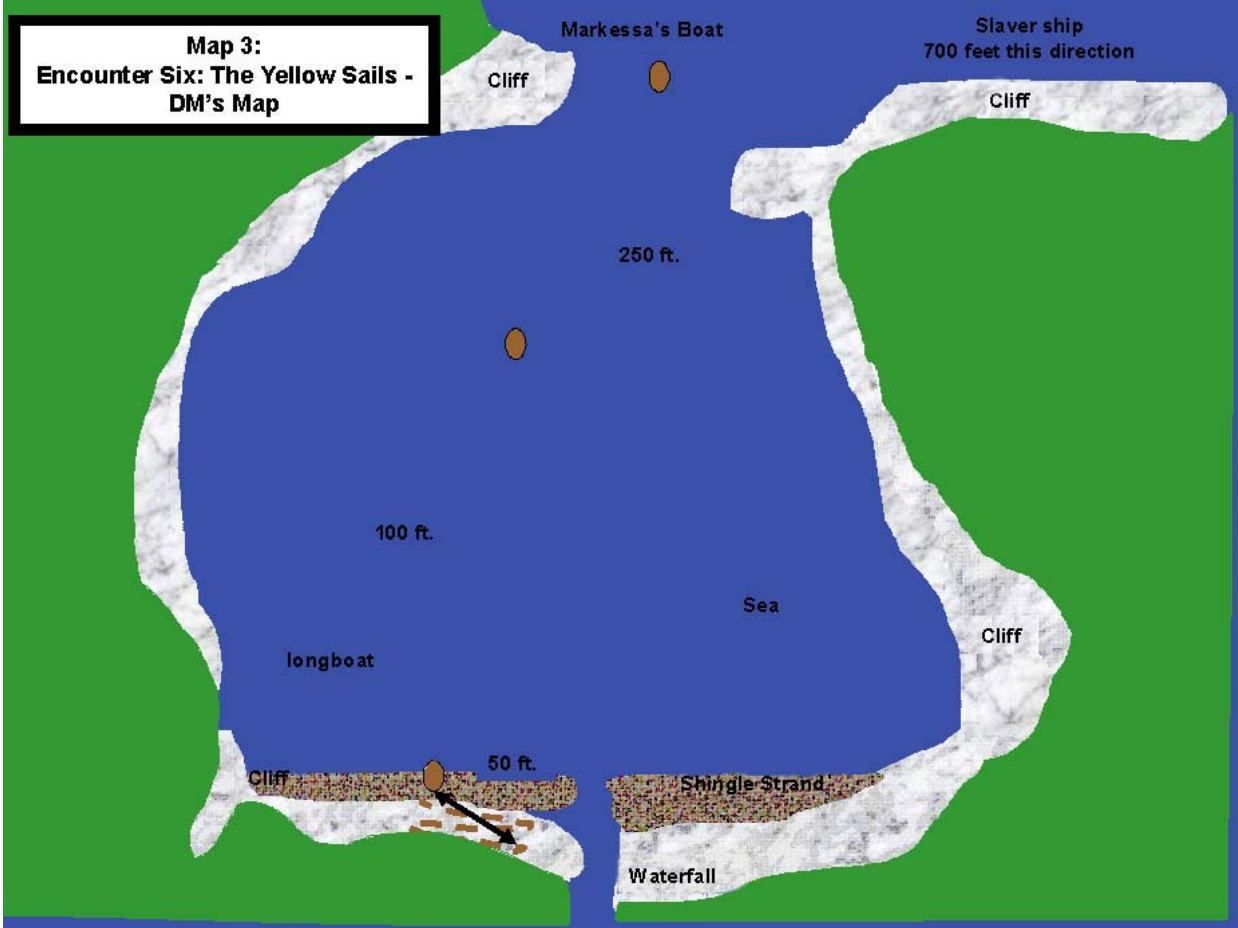 Map 3:
Encounter Six: The Yellow Sails -
DM's Map
Markessa's Boat
Slaver ship
700 feet this direction
Cliff
Cliff
250 ft.
100 ft.
Sea
Cliff
longboat
50 ft.
Cliff
Shingle Strand
Waterfall